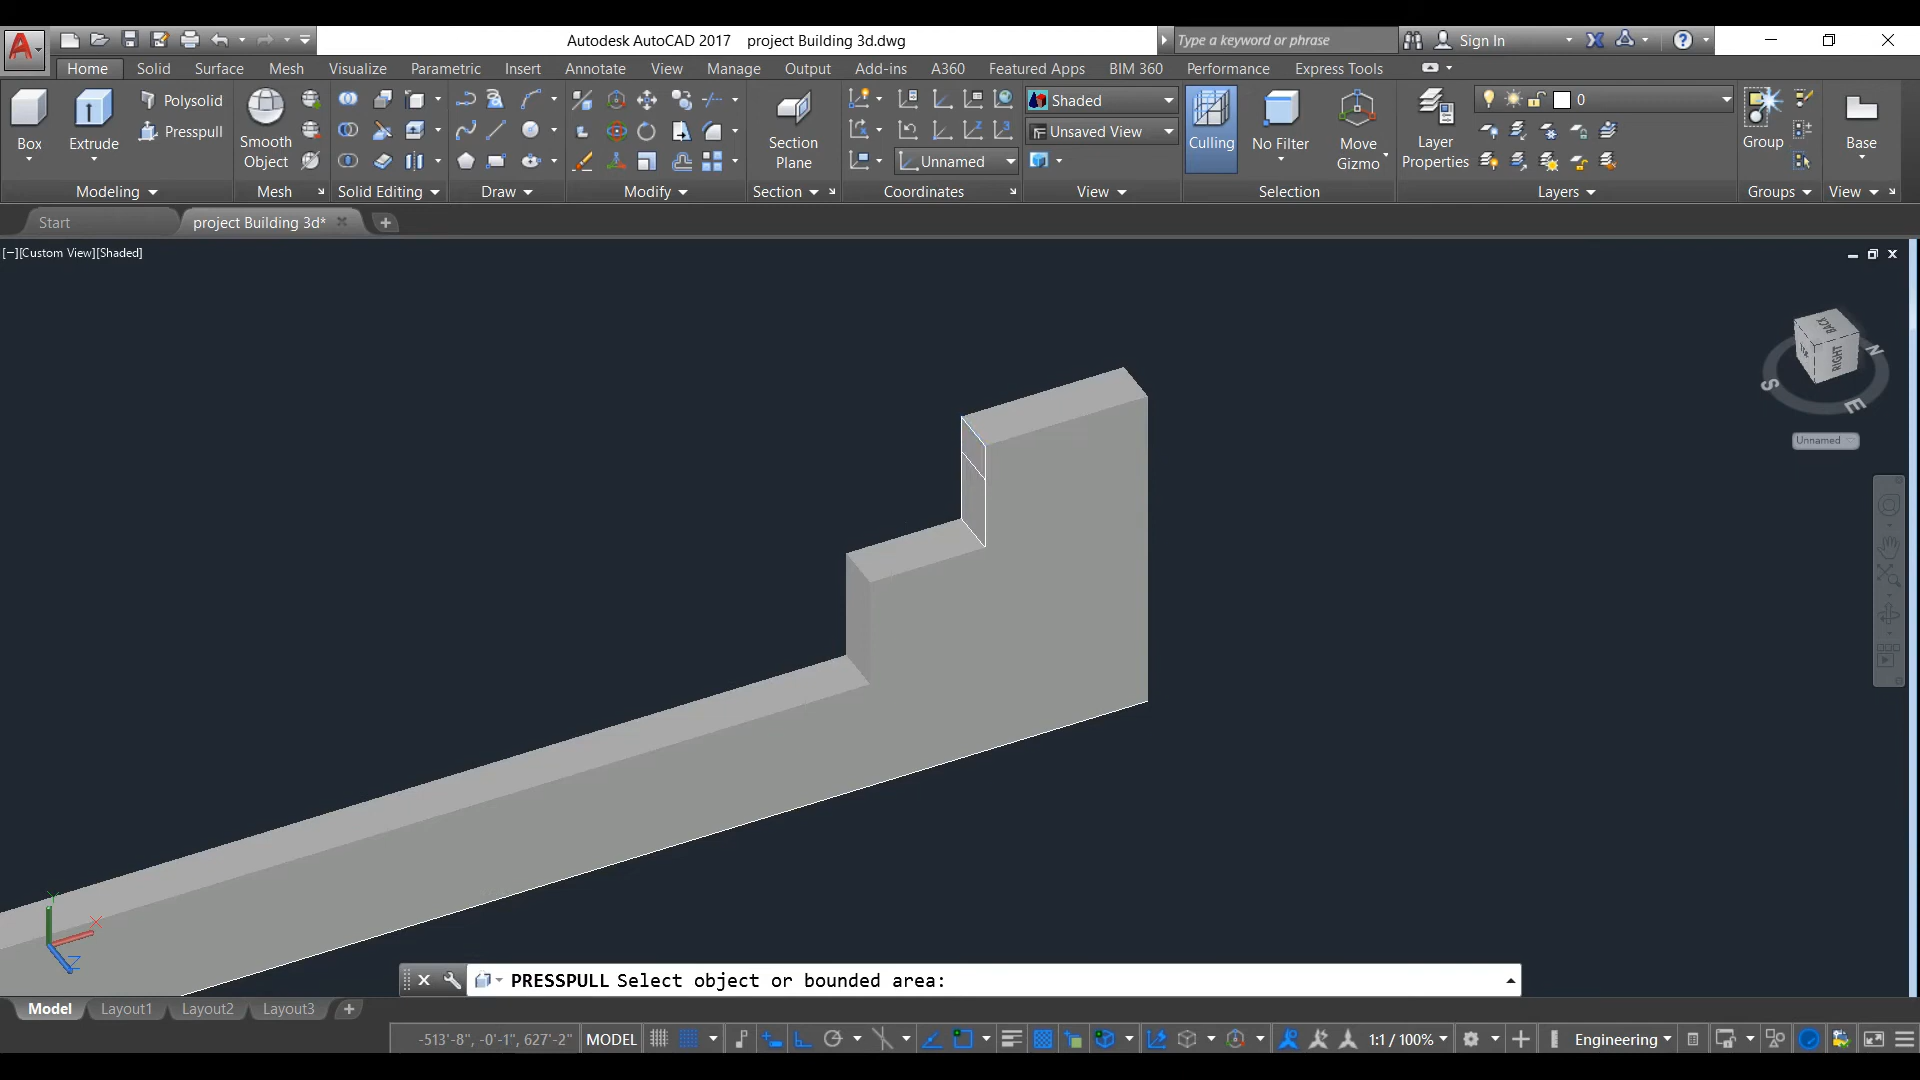 Autodesk AutoCAD 2017 project Building 3d.dwg
Type a keyword or phrase
Sign In
Home Solid Surface Mesh Visualize Parametric Insert Annotate View Manage Output Add-ins A360 Featured Apps BIM 360 Performance Express Tools
Box
Extrude
Polysolid
Presspull
Smooth Object
Section Plane
Unnamed
Shaded
Unsaved View
Culling
No Filter
Move Gizmo
Layer Properties
0
Group
Base
Modeling Mesh Solid Editing Draw Modify Section Coordinates View Selection Layers Groups View
Start
project Building 3d*
[−][Custom View][Shaded]
BACK
RIGHT
N
S
E
Unnamed
Y
X
Z
PRESSPULL Select object or bounded area:
Model Layout1 Layout2 Layout3
-513'-8", -0'-1", 627'-2" MODEL 1:1 / 100% Engineering